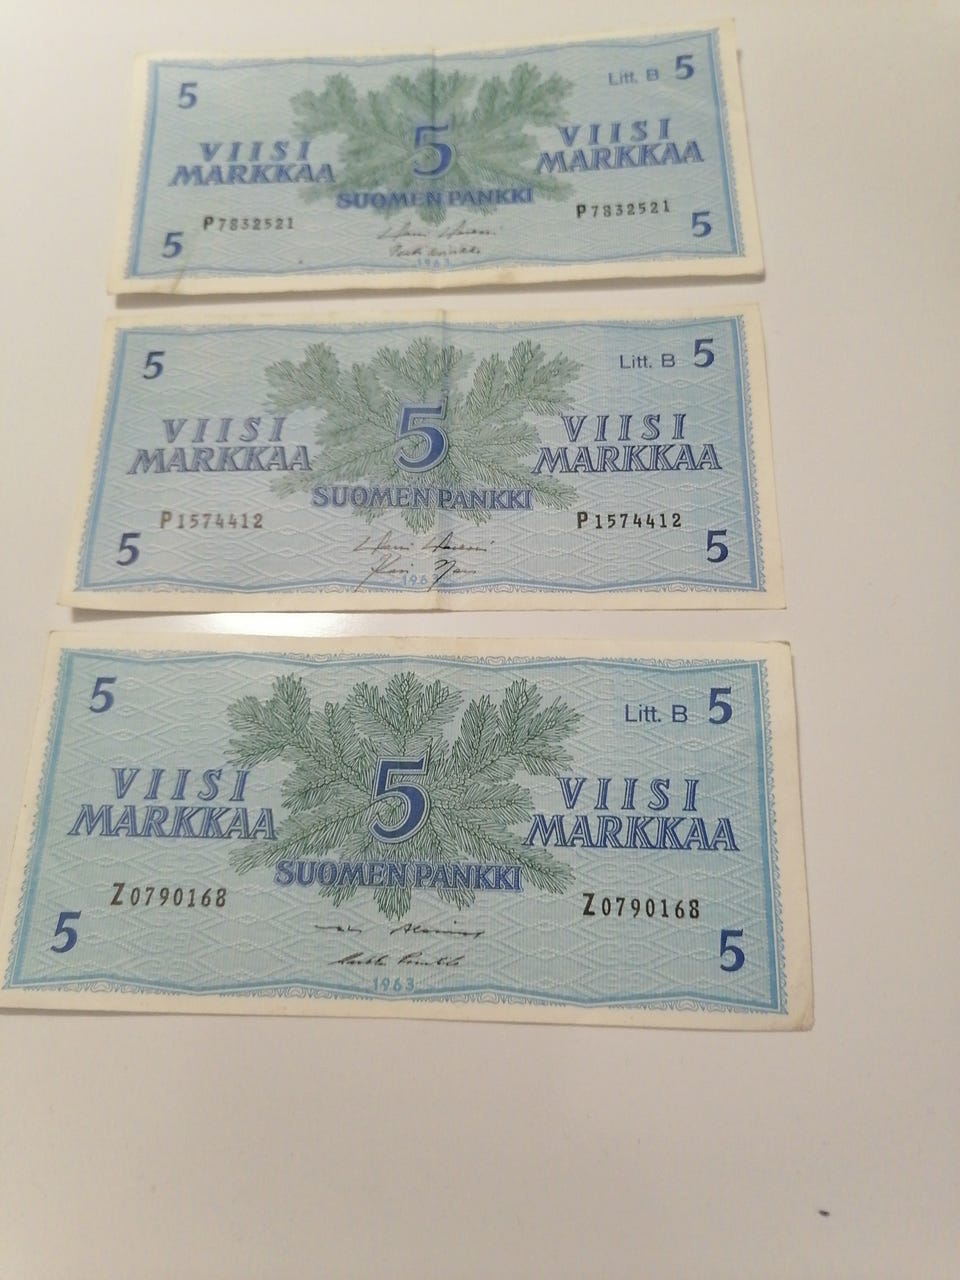 5 Litt. B 5
VIISI 5 VIISI
MARKKAA MARKKAA
SUOMEN PANKKI
P7832521 P7832521
5 5
1963
5 Litt. B 5
VIISI 5 VIISI
MARKKAA MARKKAA
SUOMEN PANKKI
P1574412 P1574412
5 5
1963
5 Litt. B 5
VIISI 5 VIISI
MARKKAA MARKKAA
SUOMEN PANKKI
Z0790168 Z0790168
5 5
1963